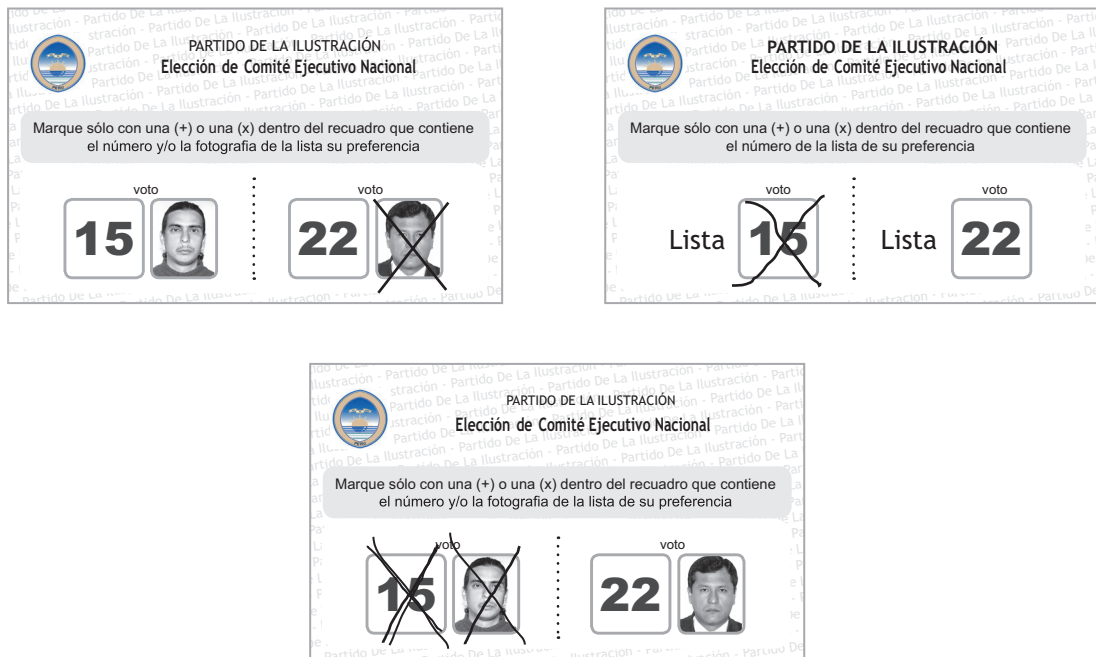 PARTIDO DE LA ILUSTRACIÓN
Elección de Comité Ejecutivo Nacional
Marque sólo con una (+) o una (x) dentro del recuadro que contiene
el número y/o la fotografia de la lista su preferencia
voto
15
voto
22
PARTIDO DE LA ILUSTRACIÓN
Elección de Comité Ejecutivo Nacional
Marque sólo con una (+) o una (x) dentro del recuadro que contiene
el número de la lista de su preferencia
voto
Lista 15
voto
Lista 22
PARTIDO DE LA ILUSTRACIÓN
Elección de Comité Ejecutivo Nacional
Marque sólo con una (+) o una (x) dentro del recuadro que contiene
el número y/o la fotografia de la lista de su preferencia
voto
15
voto
22